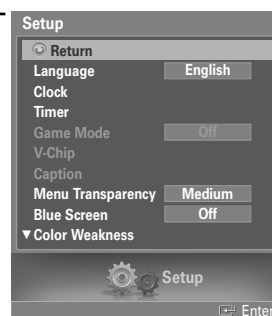 Setup
Return
Language English
Clock
Timer
Game Mode Off
V-Chip
Caption
Menu Transparency Medium
Blue Screen Off
▼ Color Weakness
Setup
Enter